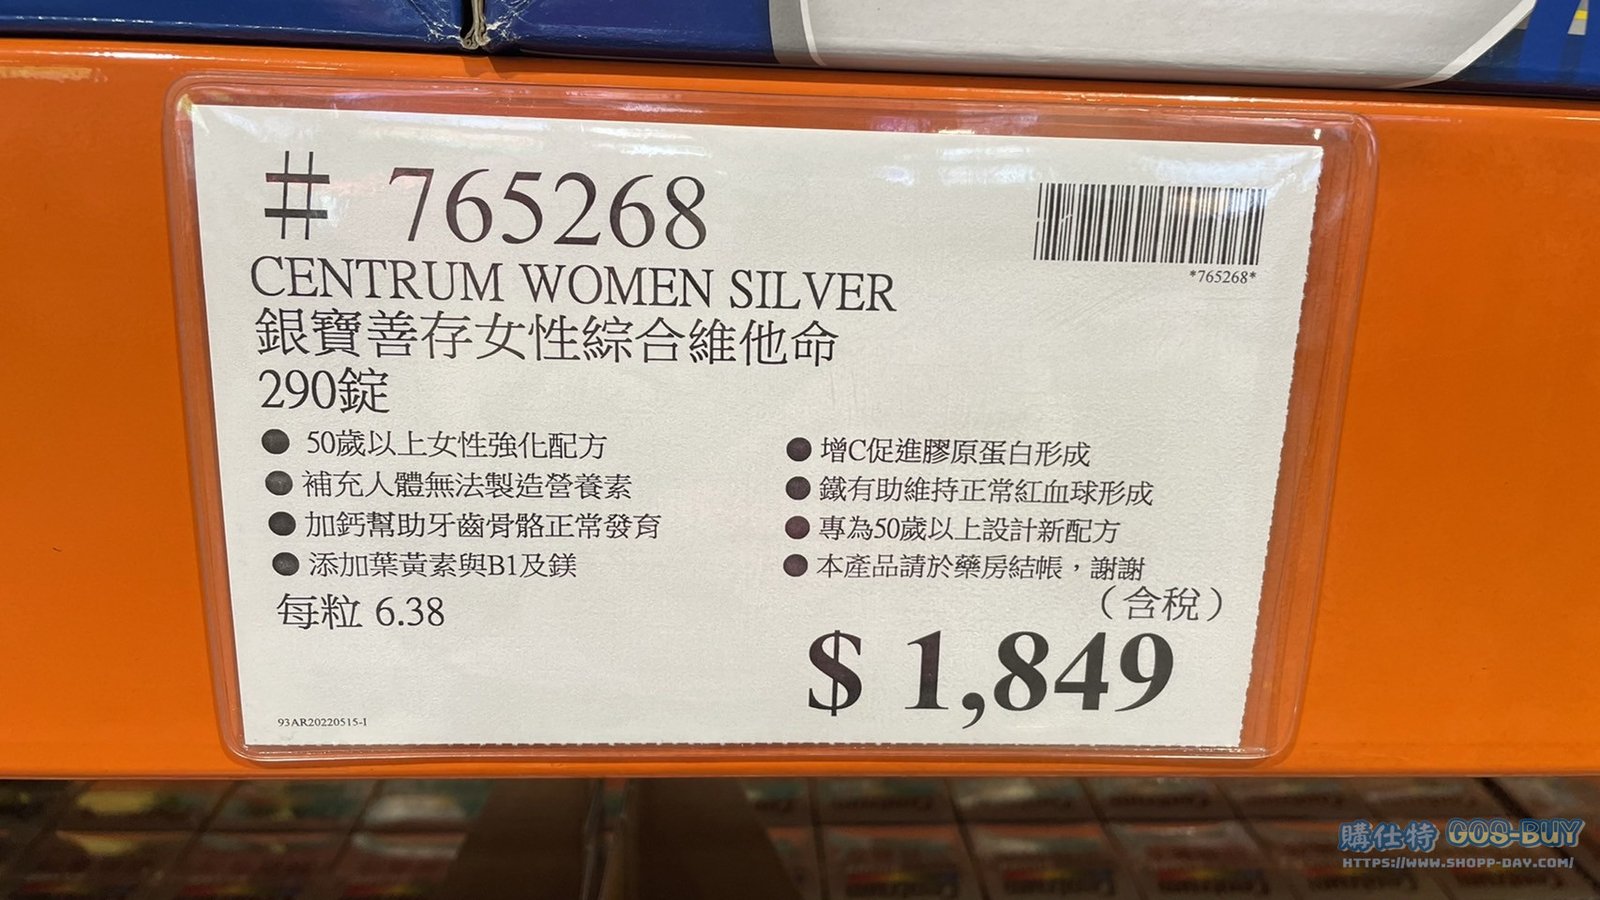 # 765268
*765268*
CENTRUM WOMEN SILVER
銀寶善存女性綜合維他命
290錠
● 50歲以上女性強化配方
● 補充人體無法製造營養素
● 加鈣幫助牙齒骨骼正常發育
● 添加葉黃素與B1及鎂
● 增C促進膠原蛋白形成
● 鐵有助維持正常紅血球形成
● 專為50歲以上設計新配方
● 本產品請於藥房結帳，謝謝
每粒 6.38
（含稅）
$ 1,849
93AR20220515-1
購仕特 GOS-BUY
HTTPS://WWW.SHOPP-DAY.COM/